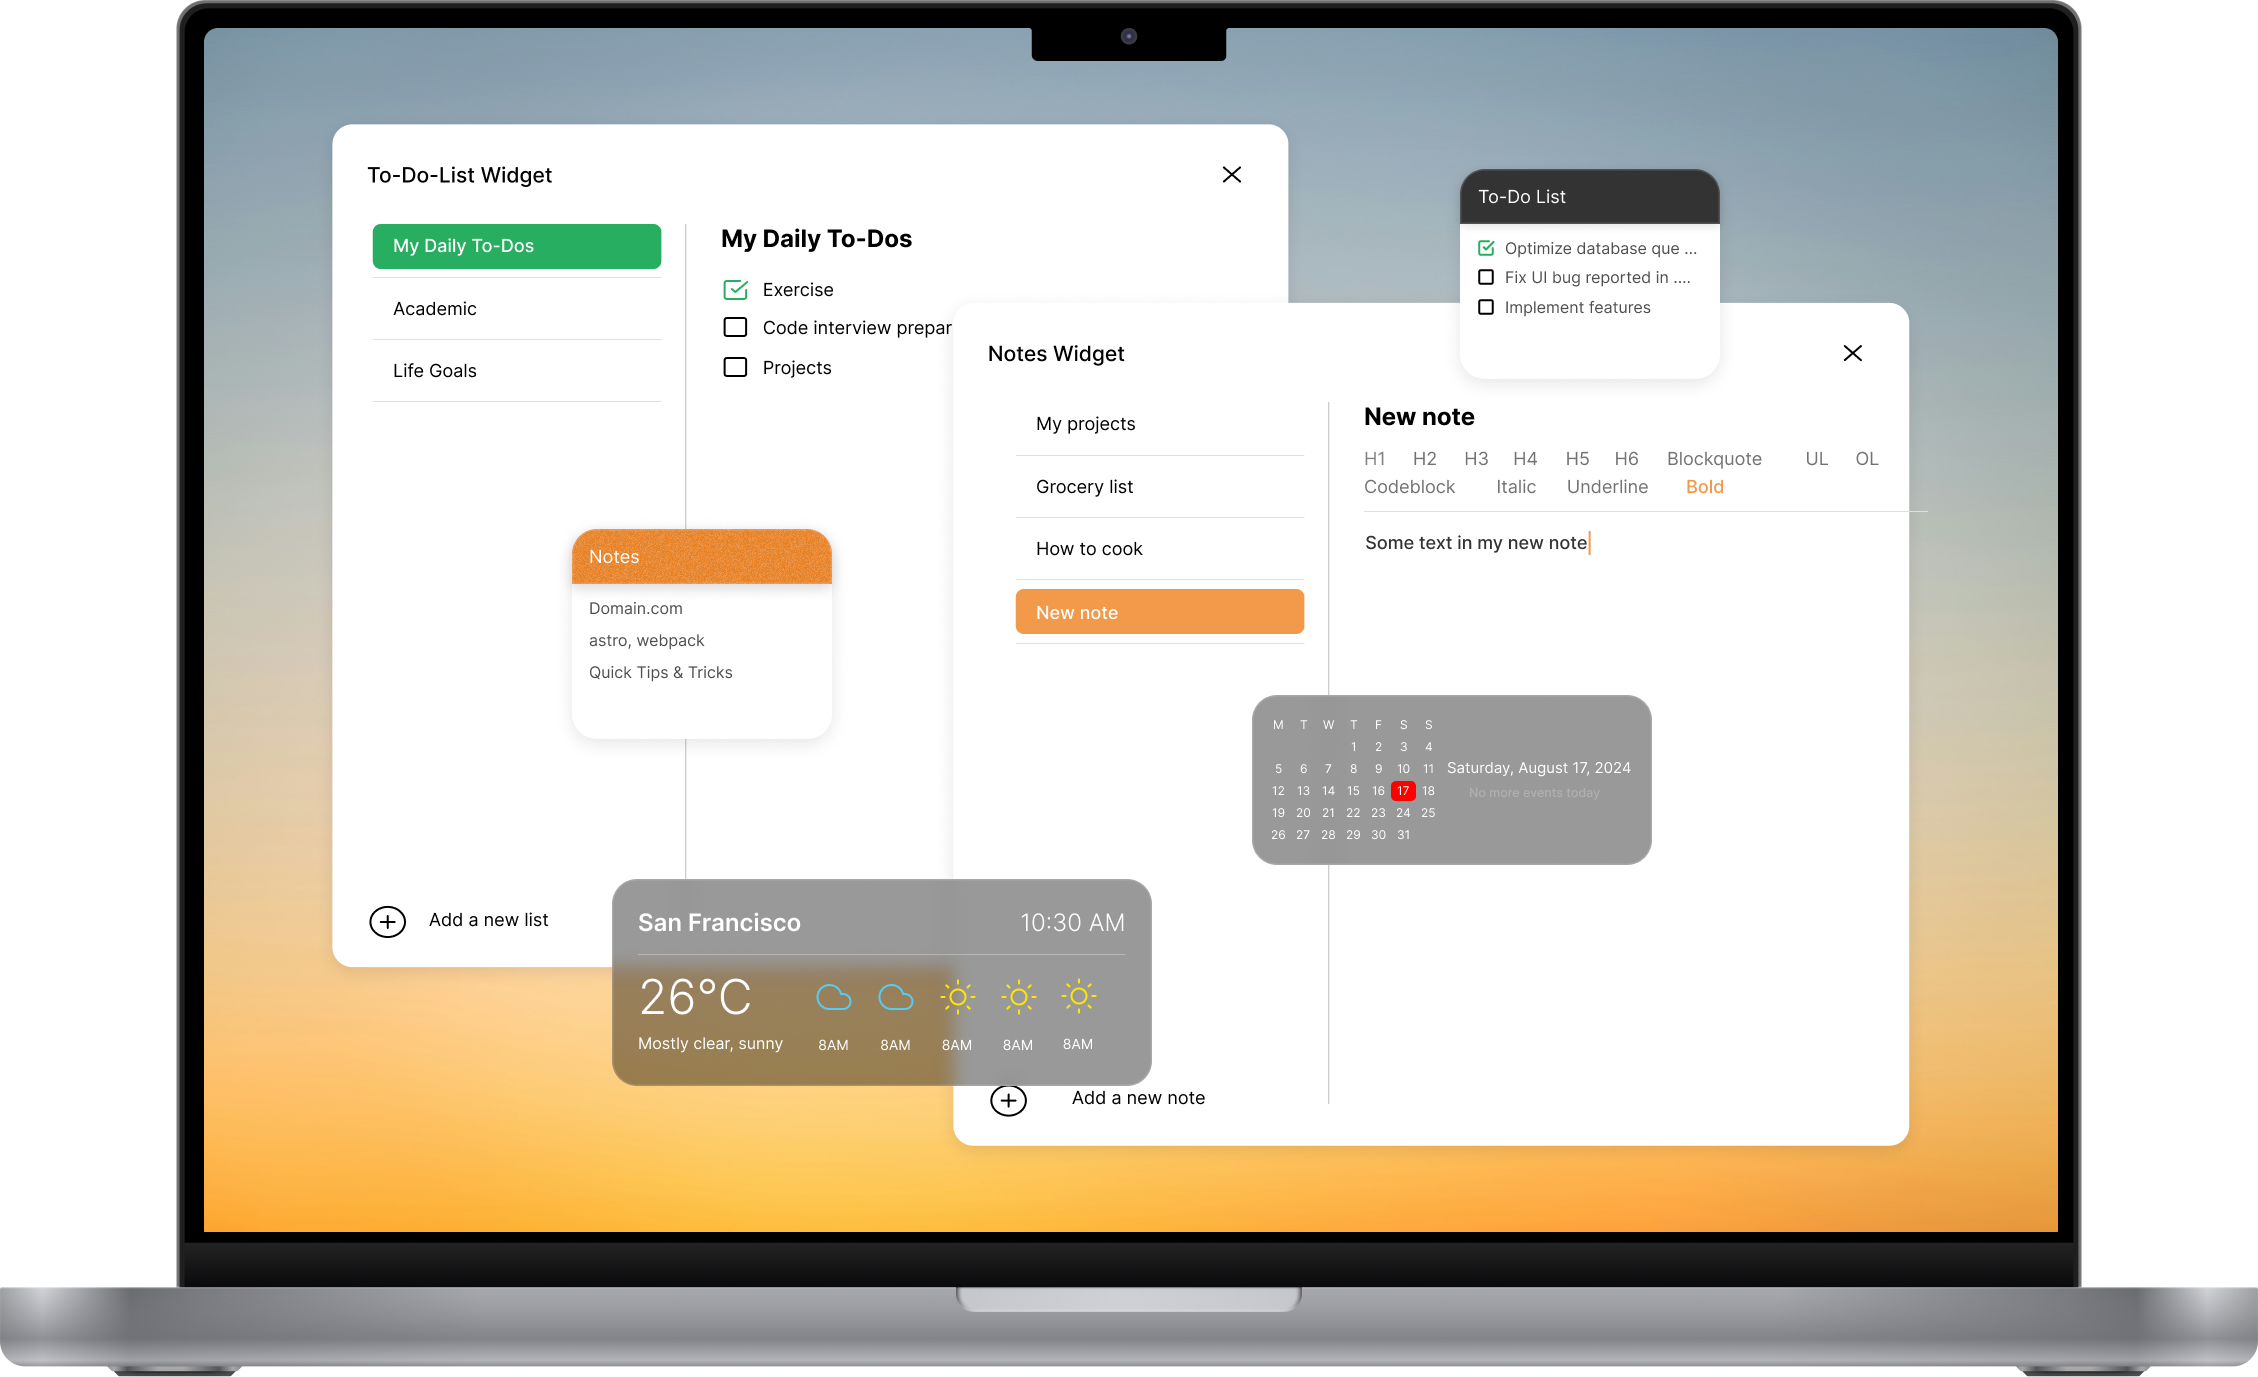 To-Do-List Widget
My Daily To-Dos
Academic
Life Goals
Add a new list
My Daily To-Dos
Exercise
Code interview prepar
Projects
To-Do List
Optimize database que ...
Fix UI bug reported in ....
Implement features
Notes Widget
My projects
Grocery list
How to cook
New note
Add a new note
New note
H1 H2 H3 H4 H5 H6 Blockquote UL OL
Codeblock Italic Underline Bold
Some text in my new note
Notes
Domain.com
astro, webpack
Quick Tips & Tricks
M T W T F S S
1 2 3 4
5 6 7 8 9 10 11
12 13 14 15 16 17 18
19 20 21 22 23 24 25
26 27 28 29 30 31
Saturday, August 17, 2024
No more events today
San Francisco 10:30 AM
26°C
Mostly clear, sunny
8AM 8AM 8AM 8AM 8AM